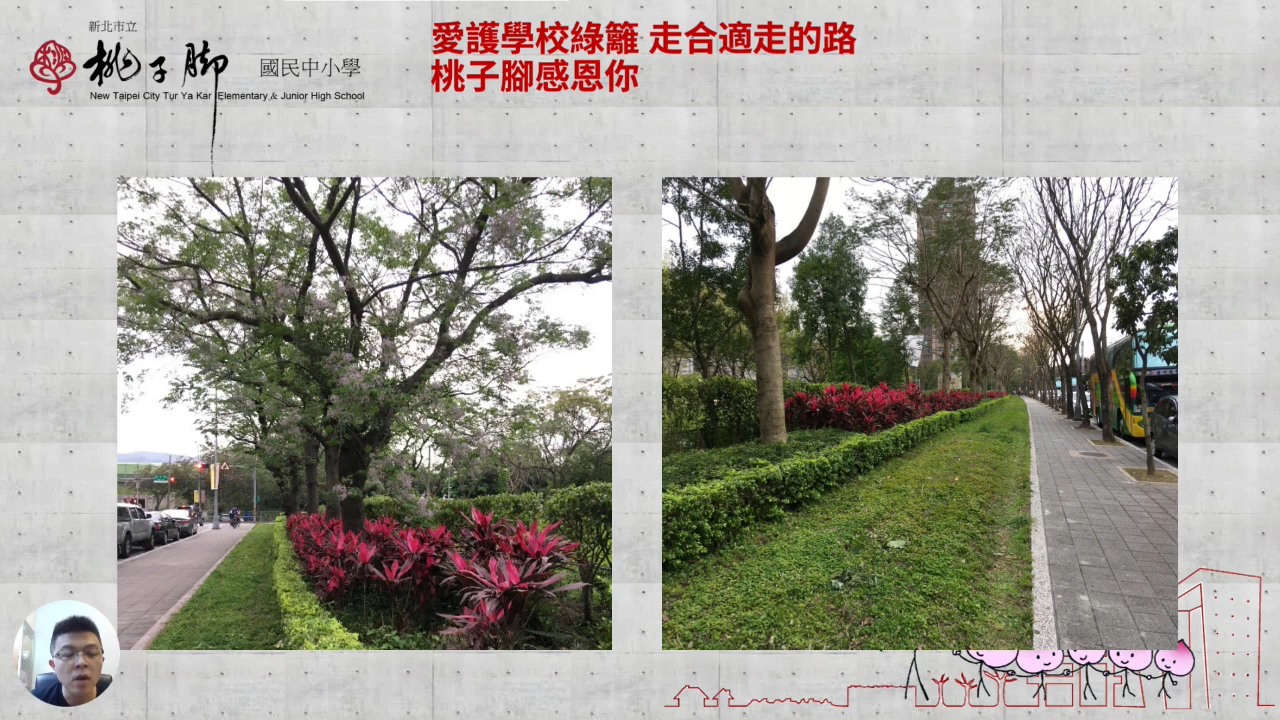 新北市立
桃子腳
國民中小學
New Taipei City Tur Ya Kar Elementary & Junior High School
愛護學校綠籬 走合適走的路
桃子腳感恩你